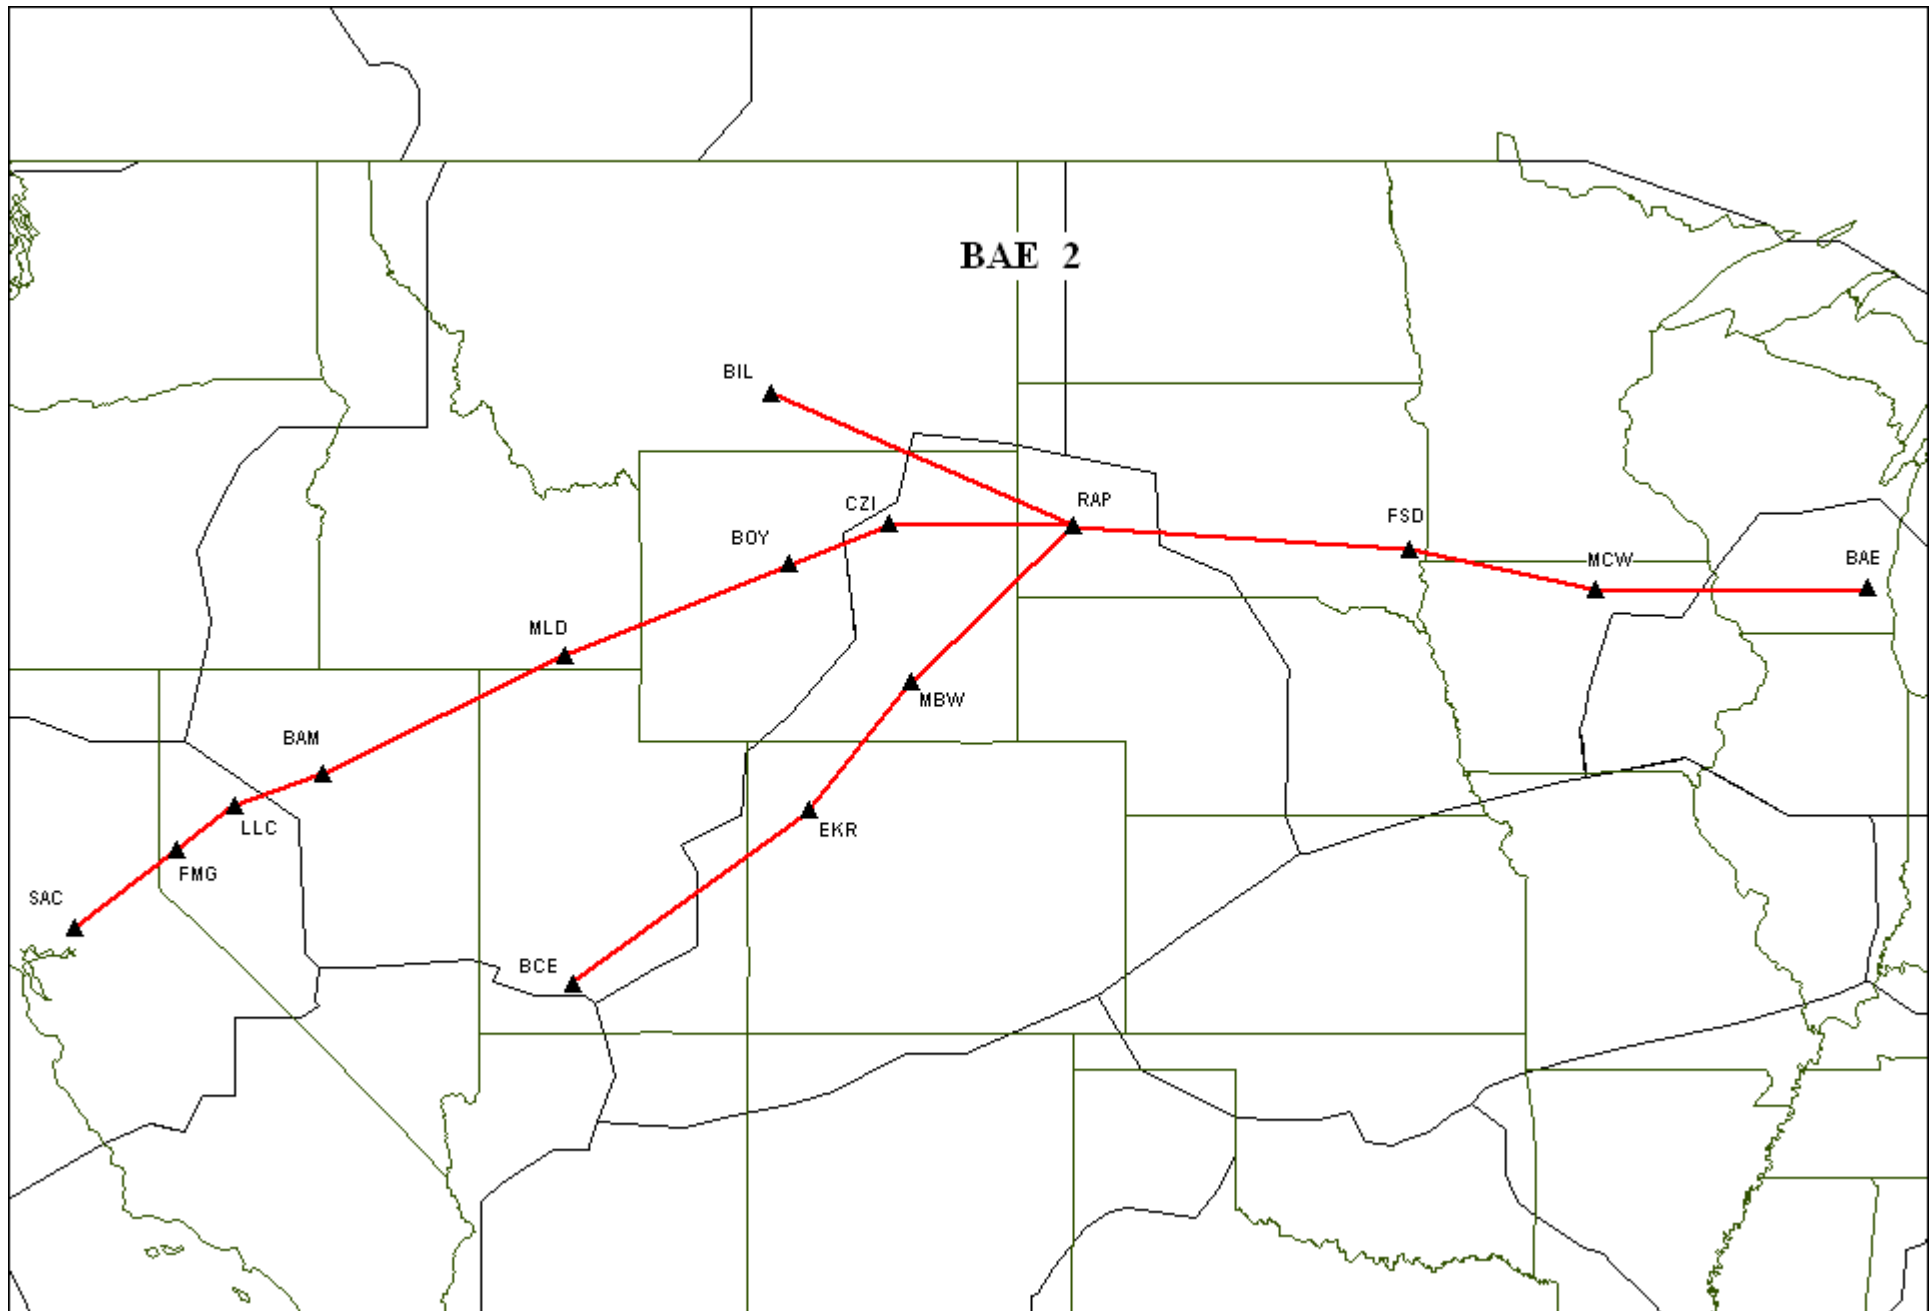 BAE 2
BIL
CZI
RAP
BOY
FSD
MCW
BAE
MLD
MBW
BAM
LLC
EKR
FMG
SAC
BCE